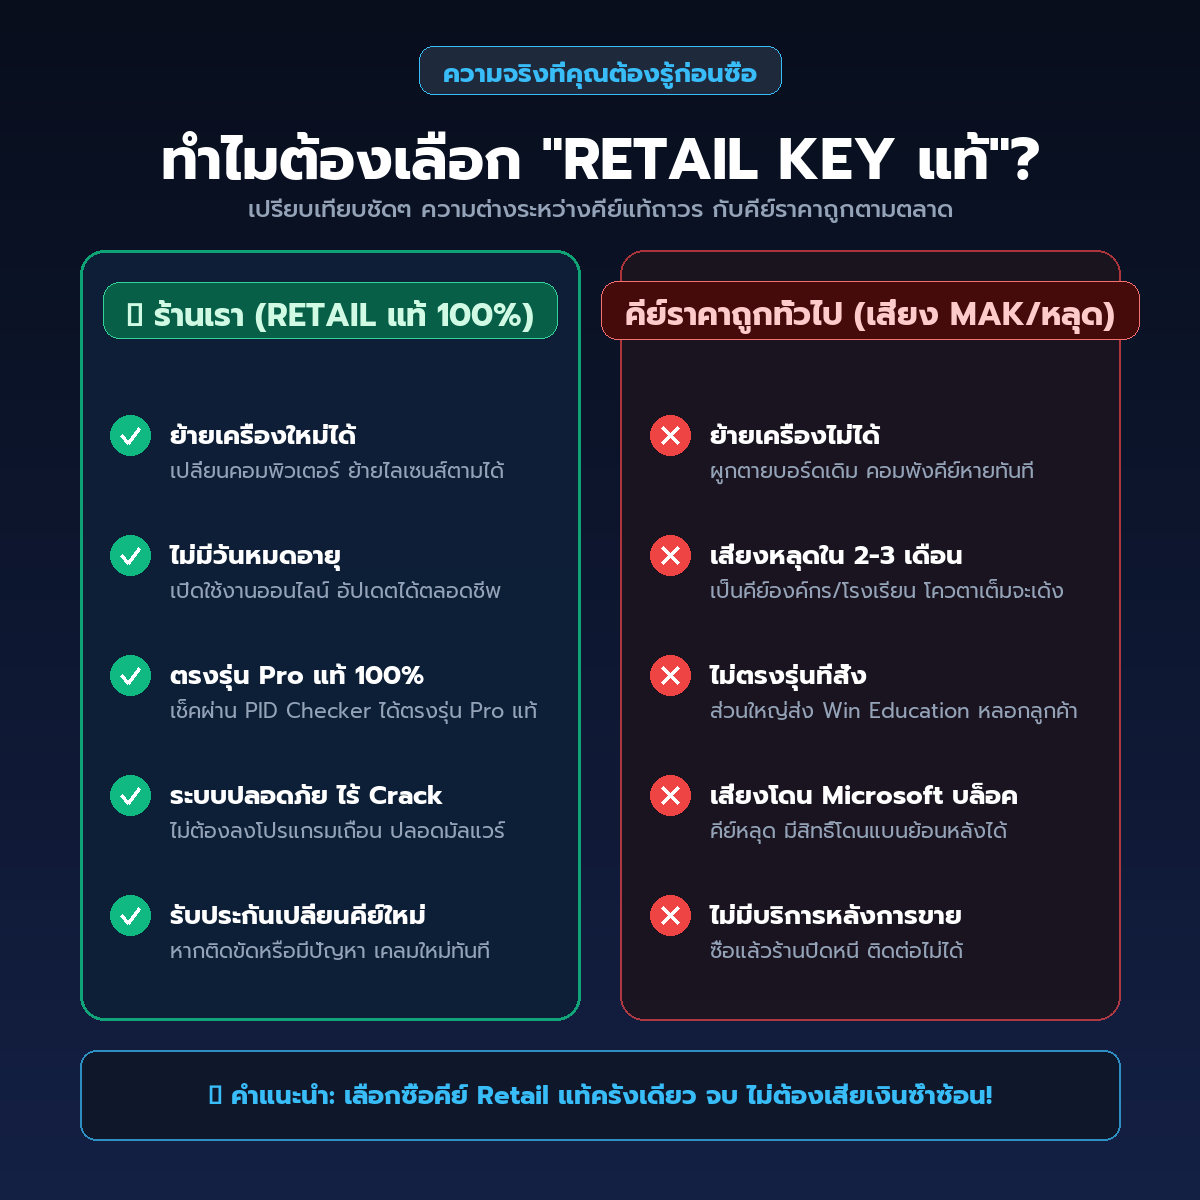 ความจริงที่คุณต้องรู้ก่อนซื้อ
ทำไมต้องเลือก "RETAIL KEY แท้"?
เปรียบเทียบชัดๆ ความต่างระหว่างคีย์แท้ถาวร กับคีย์ราคาถูกตามตลาด
ร้านเรา (RETAIL แท้ 100%)
ย้ายเครื่องใหม่ได้
เปลี่ยนคอมพิวเตอร์ ย้ายไลเซนส์ตามได้
ไม่มีวันหมดอายุ
เปิดใช้งานออนไลน์ อัปเดตได้ตลอดชีพ
ตรงรุ่น Pro แท้ 100%
เช็คผ่าน PID Checker ได้ตรงรุ่น Pro แท้
ระบบปลอดภัย ไร้ Crack
ไม่ต้องลงโปรแกรมเถื่อน ปลอดมัลแวร์
รับประกันเปลี่ยนคีย์ใหม่
หากติดขัดหรือมีปัญหา เคลมใหม่ทันที
คีย์ราคาถูกทั่วไป (เสี่ยง MAK/หลุด)
ย้ายเครื่องไม่ได้
ผูกตายบอร์ดเดิม คอมพังคีย์หายทันที
เสี่ยงหลุดใน 2-3 เดือน
เป็นคีย์องค์กร/โรงเรียน โควตาเต็มจะเด้ง
ไม่ตรงรุ่นที่สั่ง
ส่วนใหญ่ส่ง Win Education หลอกลูกค้า
เสี่ยงโดน Microsoft บล็อค
คีย์หลุด มีสิทธิ์โดนแบนย้อนหลังได้
ไม่มีบริการหลังการขาย
ซื้อแล้วร้านปิดหนี ติดต่อไม่ได้
คำแนะนำ: เลือกซื้อคีย์ Retail แท้ครั้งเดียว จบ ไม่ต้องเสียเงินซ้ำซ้อน!